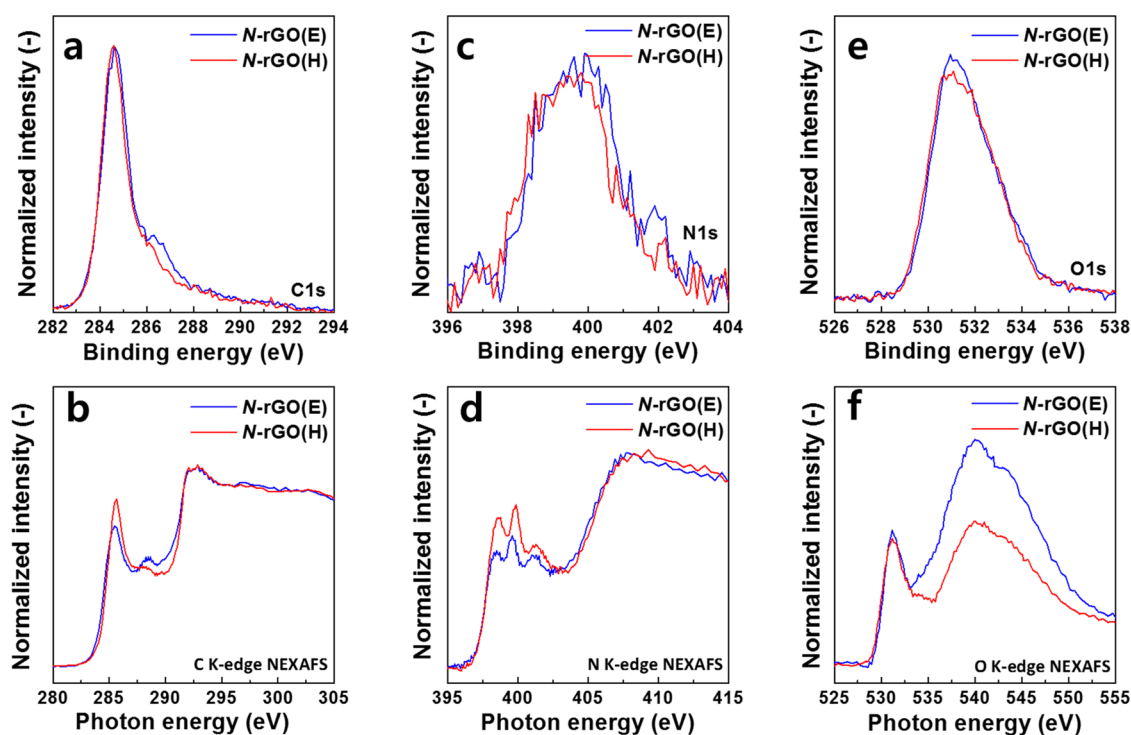 a
N-rGO(E)
N-rGO(H)
C1s
Normalized intensity (-)
282 284 286 288 290 292 294
Binding energy (eV)
c
N-rGO(E)
N-rGO(H)
N1s
Normalized intensity (-)
396 398 400 402 404
Binding energy (eV)
e
N-rGO(E)
N-rGO(H)
O1s
Normalized intensity (-)
526 528 530 532 534 536 538
Binding energy (eV)
b
N-rGO(E)
N-rGO(H)
C K-edge NEXAFS
Normalized intensity (-)
280 285 290 295 300 305
Photon energy (eV)
d
N-rGO(E)
N-rGO(H)
N K-edge NEXAFS
Normalized intensity (-)
395 400 405 410 415
Photon energy (eV)
f
N-rGO(E)
N-rGO(H)
O K-edge NEXAFS
Normalized intensity (-)
525 530 535 540 545 550 555
Photon energy (eV)